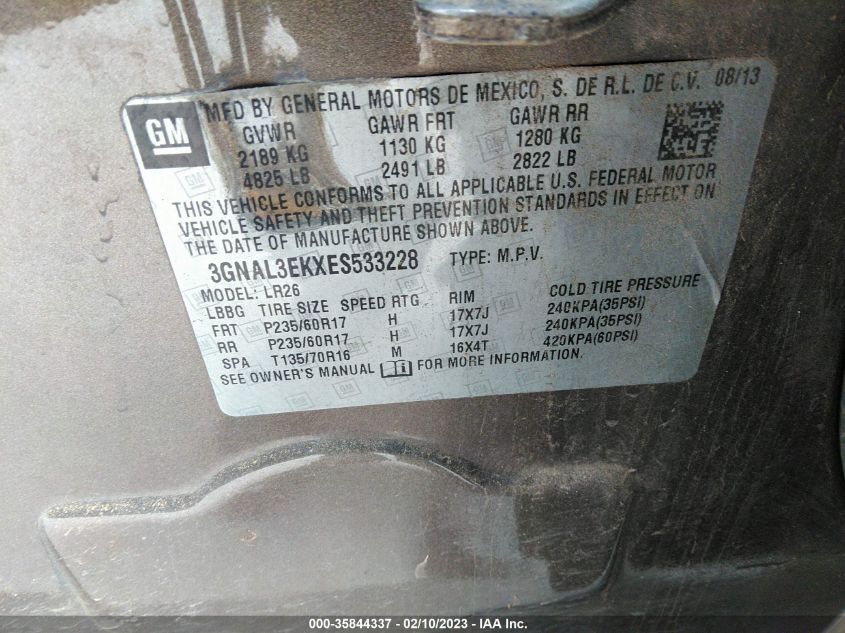 MFD BY GENERAL MOTORS DE MEXICO, S. DE R.L. DE C.V. 08/13
GM
GVWR GAWR FRT GAWR RR
2189 KG 1130 KG 1280 KG
4825 LB 2491 LB 2822 LB
THIS VEHICLE CONFORMS TO ALL APPLICABLE U.S. FEDERAL MOTOR
VEHICLE SAFETY AND THEFT PREVENTION STANDARDS IN EFFECT ON
THE DATE OF MANUFACTURE SHOWN ABOVE.
3GNAL3EKXES533228 TYPE: M.P.V.
MODEL: LR26
LBBG TIRE SIZE SPEED RTG RIM COLD TIRE PRESSURE
FRT P235/60R17 H 17X7J 240KPA(35PSI)
RR P235/60R17 H 17X7J 240KPA(35PSI)
SPA T135/70R16 M 16X4T 420KPA(60PSI)
SEE OWNER'S MANUAL FOR MORE INFORMATION.
000-35844337 - 02/10/2023 - IAA Inc.